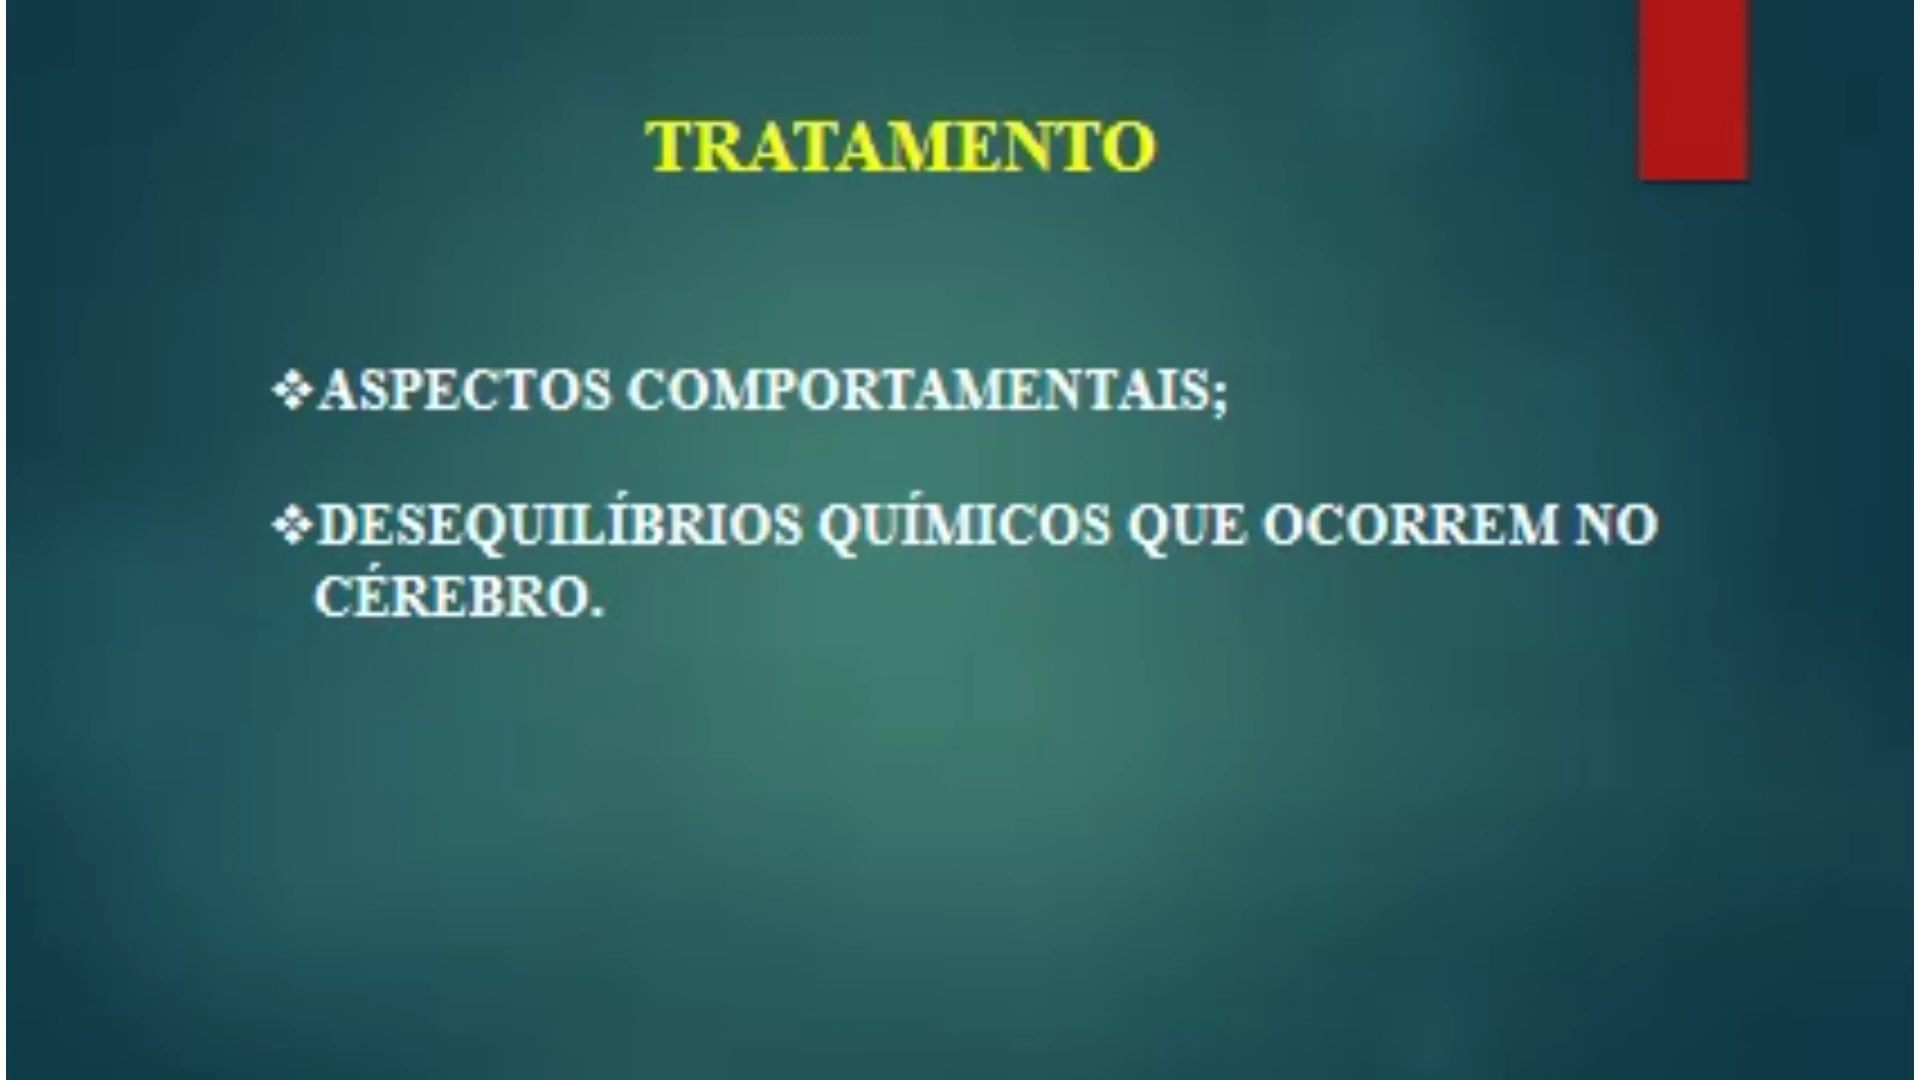 TRATAMENTO
❖ASPECTOS COMPORTAMENTAIS;
❖DESEQUILÍBRIOS QUÍMICOS QUE OCORREM NO
CÉREBRO.